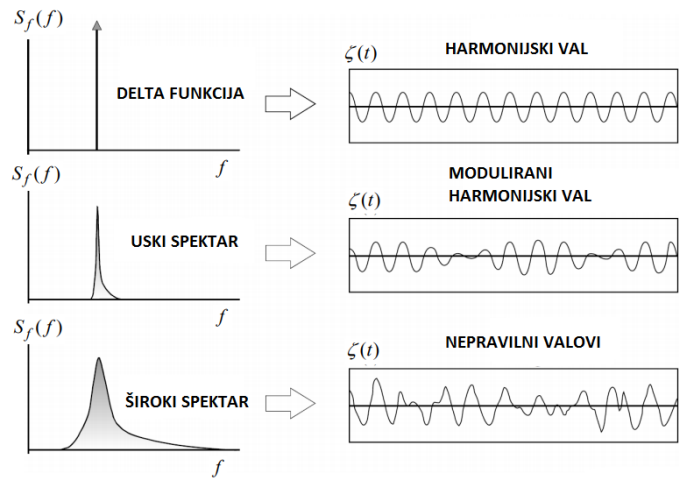 S_f(f)
DELTA FUNKCIJA
f
ζ(t)
HARMONIJSKI VAL
S_f(f)
USKI SPEKTAR
f
MODULIRANI
HARMONIJSKI VAL
ζ(t)
S_f(f)
ŠIROKI SPEKTAR
f
NEPRAVILNI VALOVI
ζ(t)